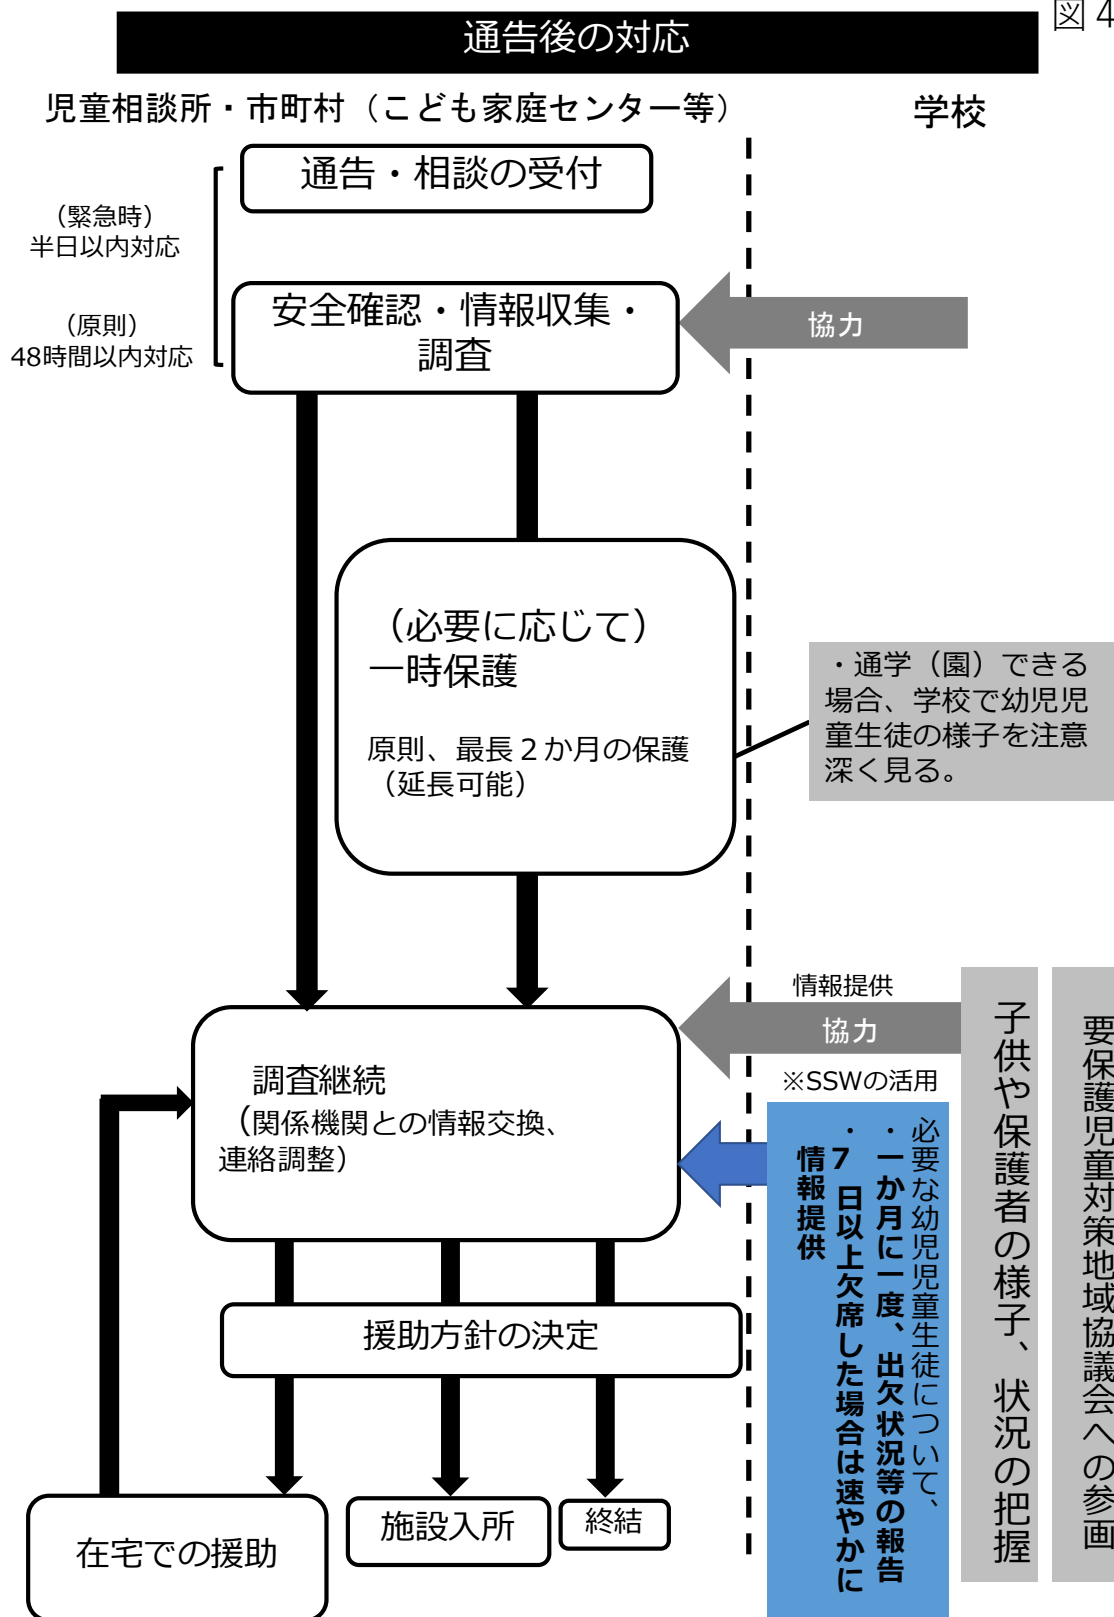 図４
通告後の対応
児童相談所・市町村（こども家庭センター等）
学校
通告・相談の受付
（緊急時）
半日以内対応
（原則）
48時間以内対応
安全確認・情報収集・
調査
協力
（必要に応じて）
一時保護
原則、最長２か月の保護
（延長可能）
・通学（園）できる
場合、学校で幼児児
童生徒の様子を注意
深く見る。
情報提供
協力
※SSWの活用
調査継続
（関係機関との情報交換、
連絡調整）
必要な幼児児童生徒について、
・一か月に一度、出欠状況等の報告
・７日以上欠席した場合は速やかに
情報提供
子供や保護者の様子、状況の把握
要保護児童対策地域協議会への参画
援助方針の決定
在宅での援助
施設入所
終結